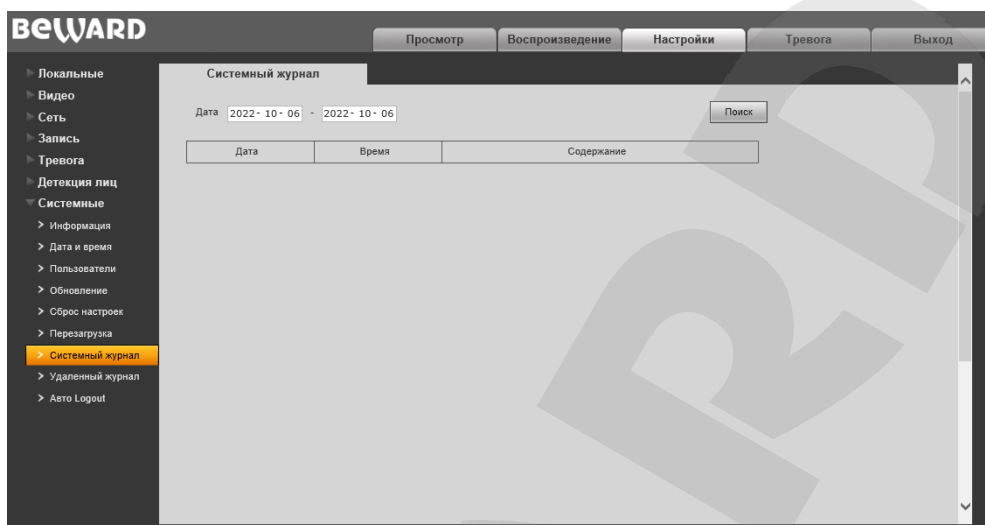 BEWARD
Просмотр Воспроизведение Настройки Тревога Выход
Локальные
Видео
Сеть
Запись
Тревога
Детекция лиц
Системные
Информация
Дата и время
Пользователи
Обновление
Сброс настроек
Перезагрузка
Системный журнал
Удаленный журнал
Авто Logout
Системный журнал
Дата 2022- 10- 06 - 2022- 10- 06 Поиск
Дата Время Содержание